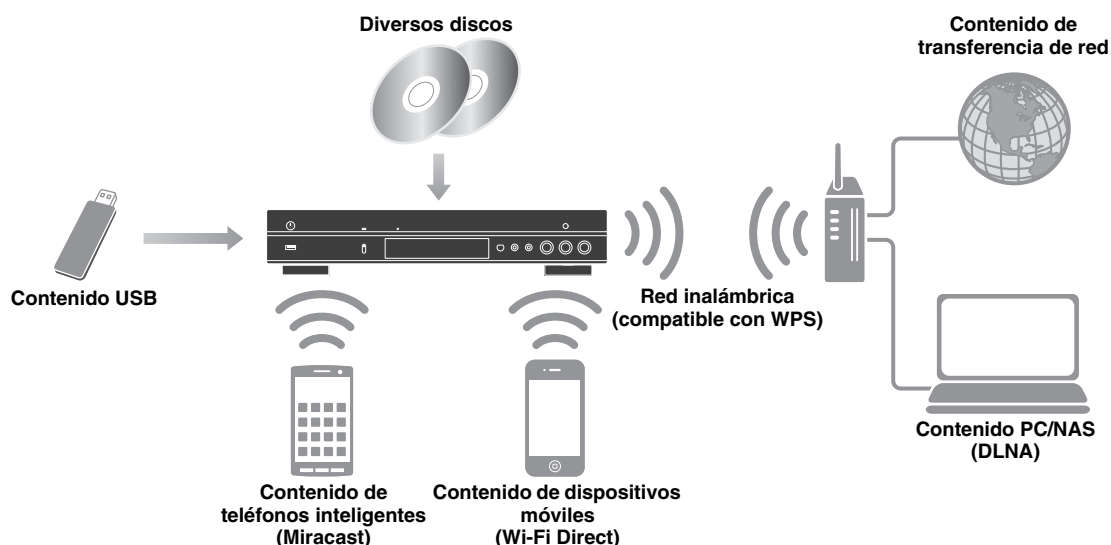 Diversos discos
Contenido de
transferencia de red
Contenido USB
Red inalámbrica
(compatible con WPS)
Contenido PC/NAS
(DLNA)
Contenido de
teléfonos inteligentes
(Miracast)
Contenido de dispositivos
móviles
(Wi-Fi Direct)